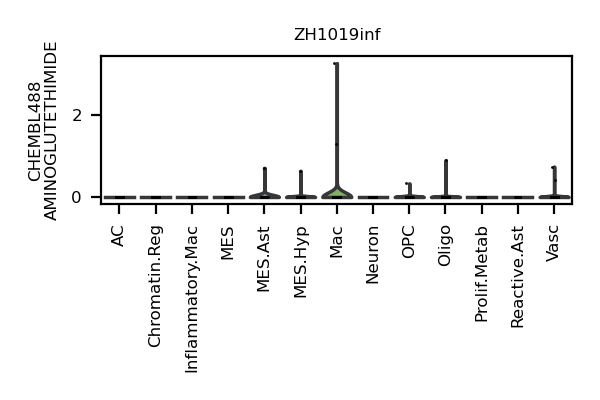 ZH1019inf
CHEMBL488
AMINOGLUTETHIMIDE
2
0
AC
Chromatin.Reg
Inflammatory.Mac
MES
MES.Ast
MES.Hyp
Mac
Neuron
OPC
Oligo
Prolif.Metab
Reactive.Ast
Vasc